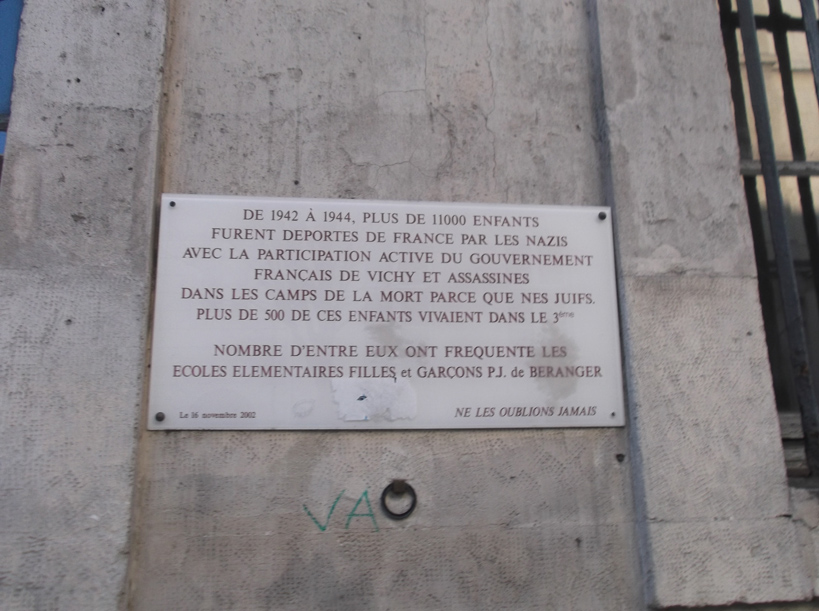 DE 1942 À 1944, PLUS DE 11000 ENFANTS
FURENT DEPORTES DE FRANCE PAR LES NAZIS
AVEC LA PARTICIPATION ACTIVE DU GOUVERNEMENT
FRANÇAIS DE VICHY ET ASSASSINES
DANS LES CAMPS DE LA MORT PARCE QUE NES JUIFS.
PLUS DE 500 DE CES ENFANTS VIVAIENT DANS LE 3ème
NOMBRE D'ENTRE EUX ONT FREQUENTE LES
ECOLES ELEMENTAIRES FILLES et GARÇONS P.J. de BERANGER
Le 16 novembre 2002 NE LES OUBLIONS JAMAIS
VA